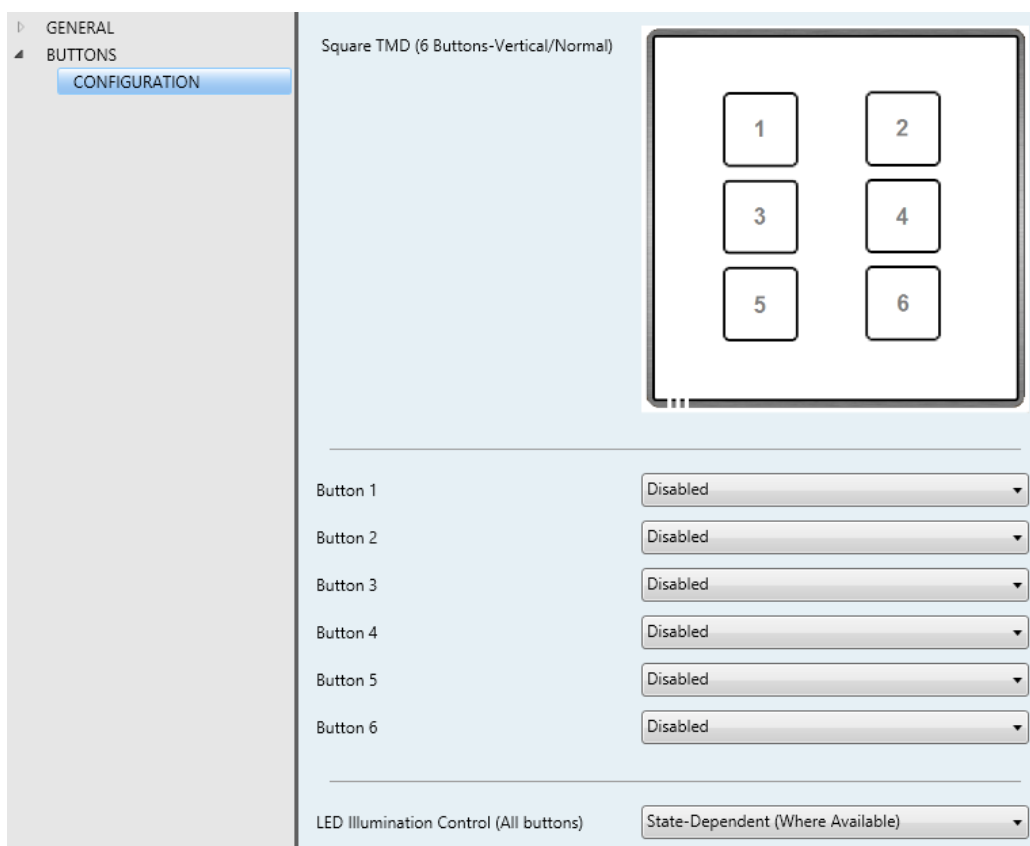 GENERAL
BUTTONS
CONFIGURATION
Square TMD (6 Buttons-Vertical/Normal)
1 2
3 4
5 6
Button 1 Disabled
Button 2 Disabled
Button 3 Disabled
Button 4 Disabled
Button 5 Disabled
Button 6 Disabled
LED Illumination Control (All buttons) State-Dependent (Where Available)